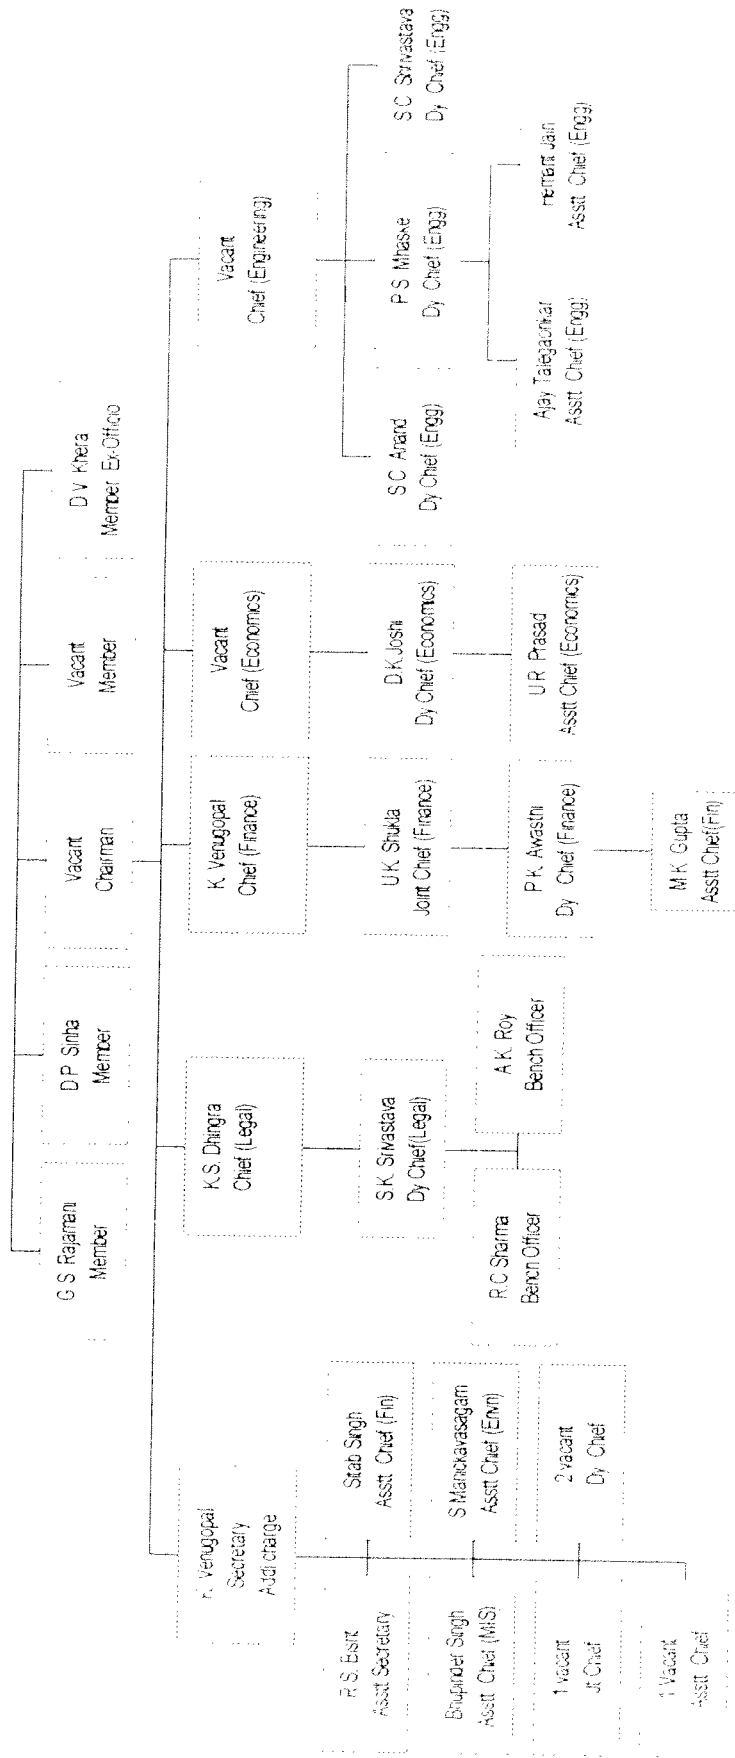 G S Rajamani
Member
D P Sinha
Member
Vacant
Chairman
Vacant
Member
D V Khera
Member Ex-Officio
K. Venugopal
Secretary
Addl charge
K.S. Dhingra
Chief (Legal)
K Venugopal
Chief (Finance)
Vacant
Chief (Economics)
Vacant
Chief (Engineering)
R S. Bisht
Asstt Secretary
Sitab Singh
Asstt Chief (Fin)
Bhupinder Singh
Asstt Chief (MIS)
S Manickavasagam
Asstt Chief (Envn)
1 vacant
Jt Chief
2 vacant
Dy Chief
1 Vacant
Asstt Chief
S.K. Srivastava
Dy Chief(Legal)
R.C Sharma
Bench Officer
A K. Roy
Bench Officer
U K Shukla
Joint Chief (Finance)
P K Awasthi
Dy Chief (Finance)
M K Gupta
Asstt Chief(Fin)
D.K.Joshi
Dy Chief (Economics)
U R Prasad
Asstt Chief (Economics)
S C Anand
Dy Chief (Engg)
P S Mhaske
Dy Chief (Engg)
S C Srivastava
Dy Chief (Engg)
Ajay Talegaonkar
Asstt Chief (Engg)
Hemant Jain
Asstt Chief (Engg)